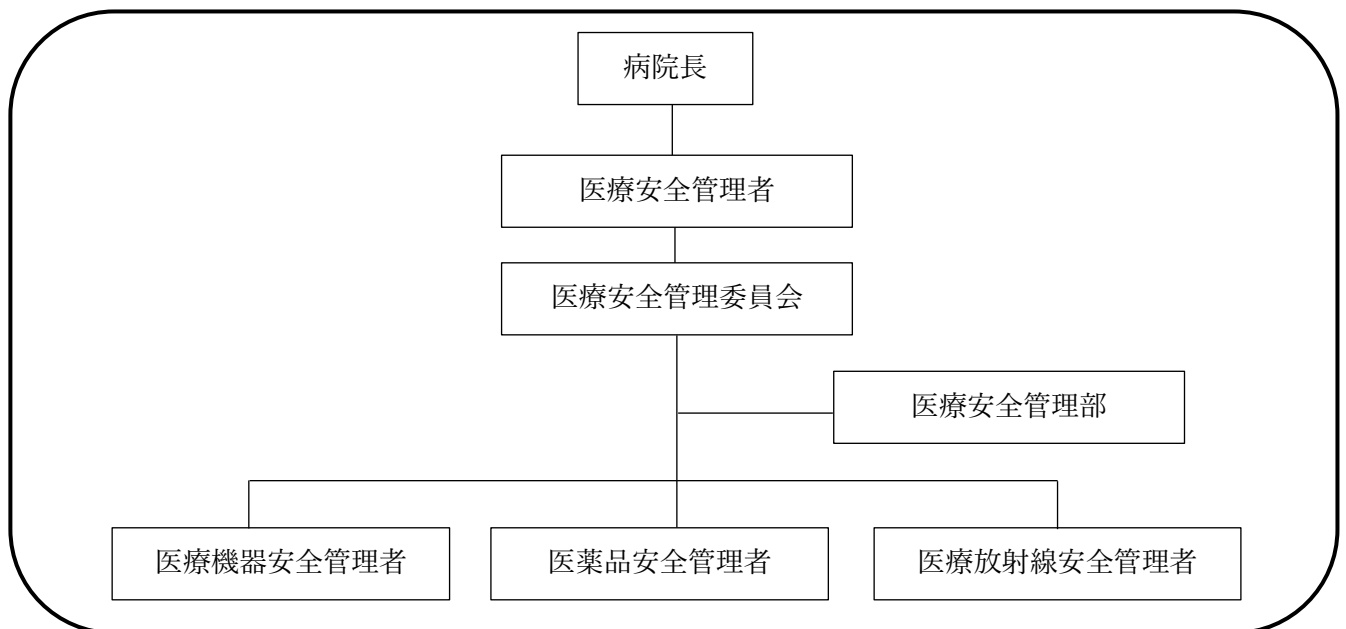 病院長
医療安全管理者
医療安全管理委員会
医療安全管理部
医療機器安全管理者
医薬品安全管理者
医療放射線安全管理者